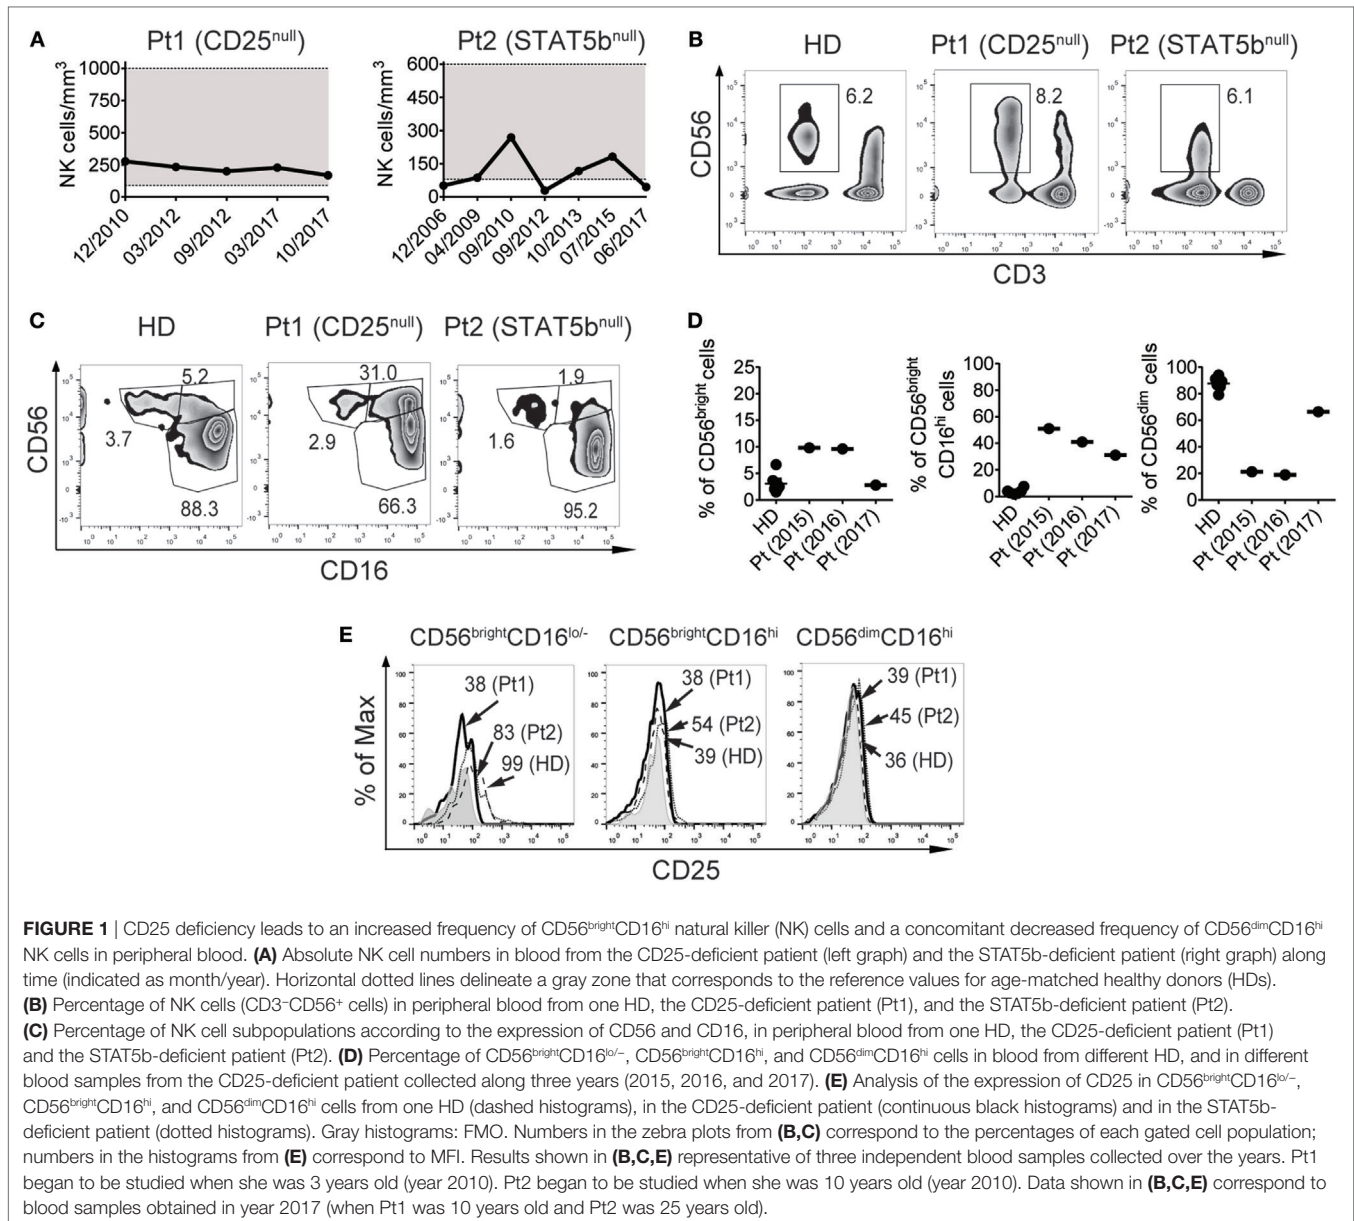 A
Pt1 (CD25null)
Pt2 (STAT5bnull)
NK cells/mm3
1000
750
500
250
0
12/2010
03/2012
09/2012
03/2017
10/2017
NK cells/mm3
600
450
300
150
0
12/2006
04/2009
09/2010
09/2012
10/2013
07/2015
06/2017
B
HD
Pt1 (CD25null)
Pt2 (STAT5bnull)
6.2
8.2
6.1
CD56
CD3
C
HD
Pt1 (CD25null)
Pt2 (STAT5bnull)
5.2
31.0
1.9
3.7
2.9
1.6
88.3
66.3
95.2
CD56
CD16
D
% of CD56bright cells
25
20
15
10
5
0
HD
Pt (2015)
Pt (2016)
Pt (2017)
% of CD56bright
CD16hi cells
100
80
60
40
20
0
HD
Pt (2015)
Pt (2016)
Pt (2017)
% of CD56dim cells
100
80
60
40
20
0
HD
Pt (2015)
Pt (2016)
Pt (2017)
E
CD56brightCD16lo/-
CD56brightCD16hi
CD56dimCD16hi
38 (Pt1)
83 (Pt2)
99 (HD)
38 (Pt1)
54 (Pt2)
39 (HD)
39 (Pt1)
45 (Pt2)
36 (HD)
% of Max
CD25
FIGURE 1 | CD25 deficiency leads to an increased frequency of CD56brightCD16hi natural killer (NK) cells and a concomitant decreased frequency of CD56dimCD16hi
NK cells in peripheral blood. (A) Absolute NK cell numbers in blood from the CD25-deficient patient (left graph) and the STAT5b-deficient patient (right graph) along
time (indicated as month/year). Horizontal dotted lines delineate a gray zone that corresponds to the reference values for age-matched healthy donors (HDs).
(B) Percentage of NK cells (CD3−CD56+ cells) in peripheral blood from one HD, the CD25-deficient patient (Pt1), and the STAT5b-deficient patient (Pt2).
(C) Percentage of NK cell subpopulations according to the expression of CD56 and CD16, in peripheral blood from one HD, the CD25-deficient patient (Pt1)
and the STAT5b-deficient patient (Pt2). (D) Percentage of CD56brightCD16lo/−, CD56brightCD16hi, and CD56dimCD16hi cells in blood from different HD, and in different
blood samples from the CD25-deficient patient collected along three years (2015, 2016, and 2017). (E) Analysis of the expression of CD25 in CD56brightCD16lo/−,
CD56brightCD16hi, and CD56dimCD16hi cells from one HD (dashed histograms), in the CD25-deficient patient (continuous black histograms) and in the STAT5b-
deficient patient (dotted histograms). Gray histograms: FMO. Numbers in the zebra plots from (B,C) correspond to the percentages of each gated cell population;
numbers in the histograms from (E) correspond to MFI. Results shown in (B,C,E) representative of three independent blood samples collected over the years. Pt1
began to be studied when she was 3 years old (year 2010). Pt2 began to be studied when she was 10 years old (year 2010). Data shown in (B,C,E) correspond to
blood samples obtained in year 2017 (when Pt1 was 10 years old and Pt2 was 25 years old).